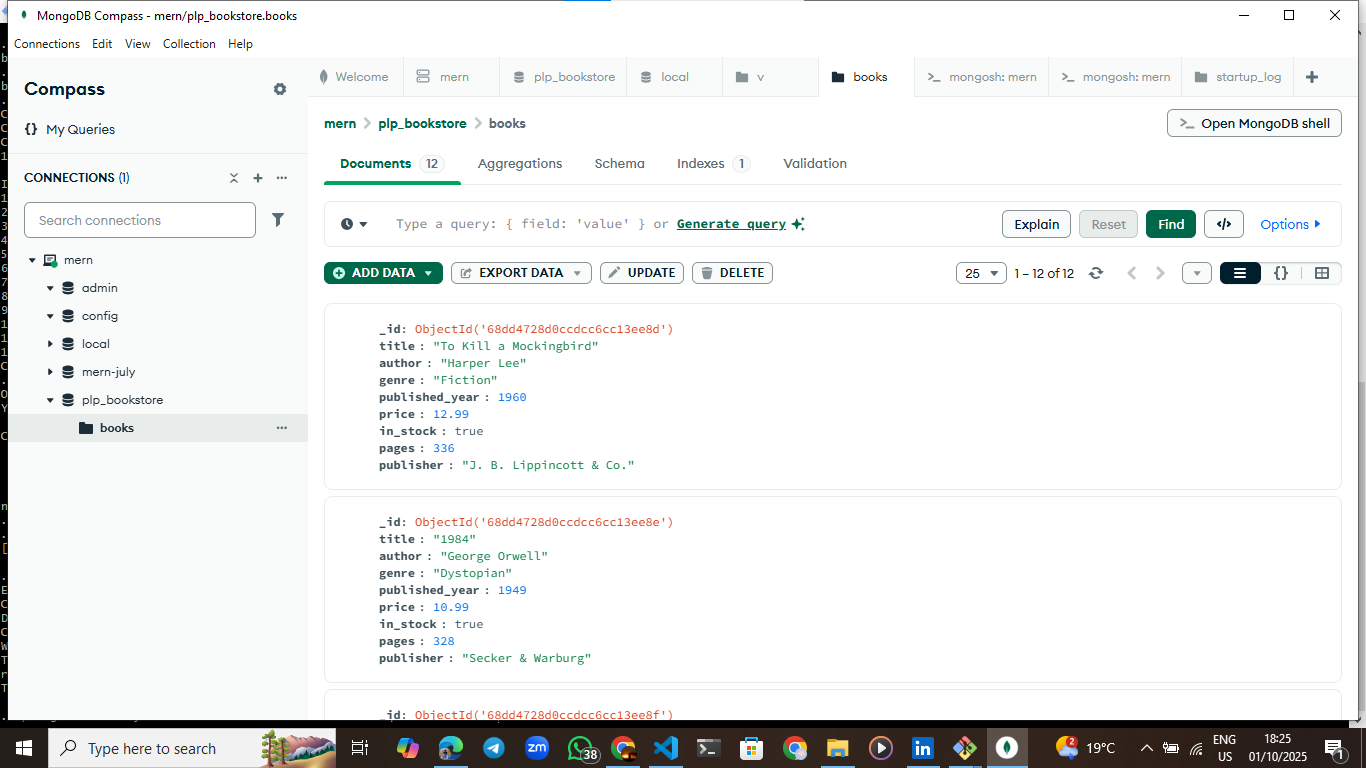 MongoDB Compass - mern/plp_bookstore.books
Connections Edit View Collection Help
Compass
My Queries
CONNECTIONS (1)
Search connections
mern
admin
config
local
mern-july
plp_bookstore
books
Welcome mern plp_bookstore local v books mongosh: mern mongosh: mern startup_log
mern > plp_bookstore > books
>_ Open MongoDB shell
Documents 12 Aggregations Schema Indexes 1 Validation
Type a query: { field: 'value' } or Generate query
Explain Reset Find </> Options
ADD DATA EXPORT DATA UPDATE DELETE
25 1 – 12 of 12 {}
_id: ObjectId('68dd4728d0ccdcc6cc13ee8d')
title : "To Kill a Mockingbird"
author : "Harper Lee"
genre : "Fiction"
published_year : 1960
price : 12.99
in_stock : true
pages : 336
publisher : "J. B. Lippincott & Co."
_id: ObjectId('68dd4728d0ccdcc6cc13ee8e')
title : "1984"
author : "George Orwell"
genre : "Dystopian"
published_year : 1949
price : 10.99
in_stock : true
pages : 328
publisher : "Secker & Warburg"
_id: ObjectId('68dd4728d0ccdcc6cc13ee8f')
Type here to search
zm
38
in
2
19°C
ENG
US
18:25
01/10/2025
1